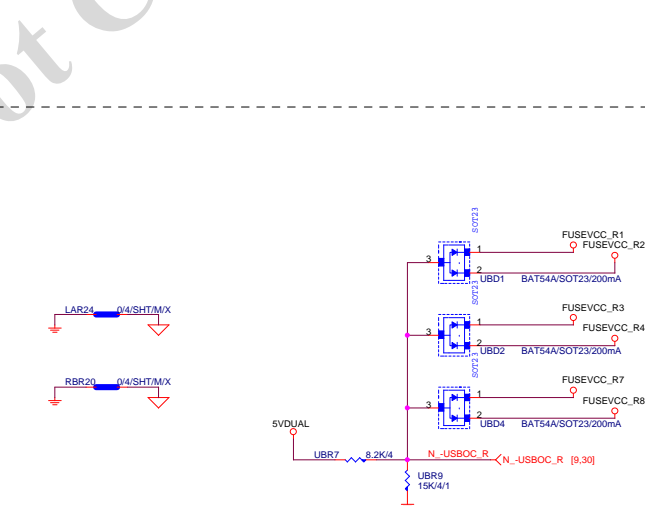 ot C
SOT23
FUSEVCC_R1
FUSEVCC_R2
3
1
2
UBD1
BAT54A/SOT23/200mA
SOT23
FUSEVCC_R3
LAR24
0/4/SHT/M/X
3
1
FUSEVCC_R4
2
UBD2
BAT54A/SOT23/200mA
SOT23
RBR20
0/4/SHT/M/X
FUSEVCC_R7
3
1
FUSEVCC_R8
2
UBD4
BAT54A/SOT23/200mA
5VDUAL
UBR7
8.2K/4
N_-USBOC_R
N_-USBOC_R [9,30]
UBR9
15K/4/1